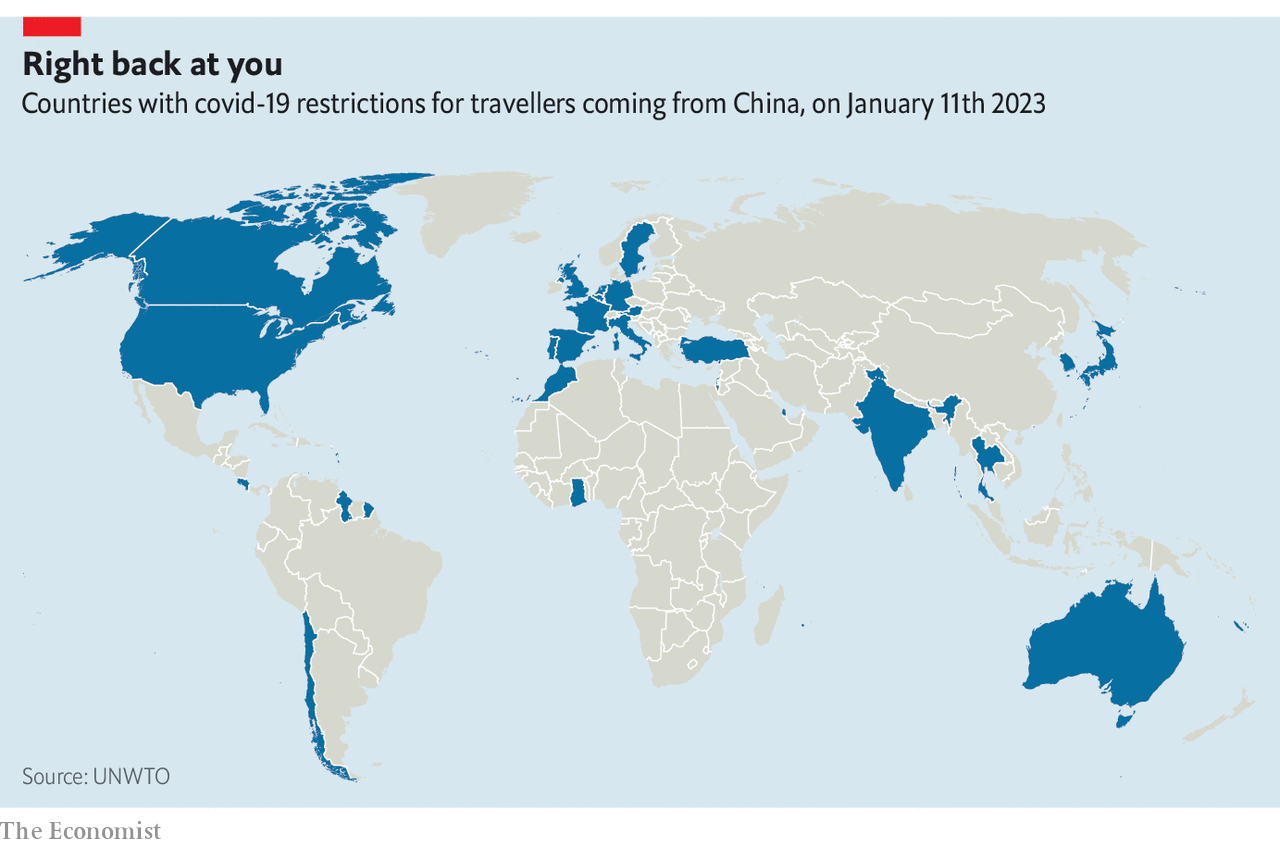 Right back at you
Countries with covid-19 restrictions for travellers coming from China, on January 11th 2023
Source: UNWTO
The Economist